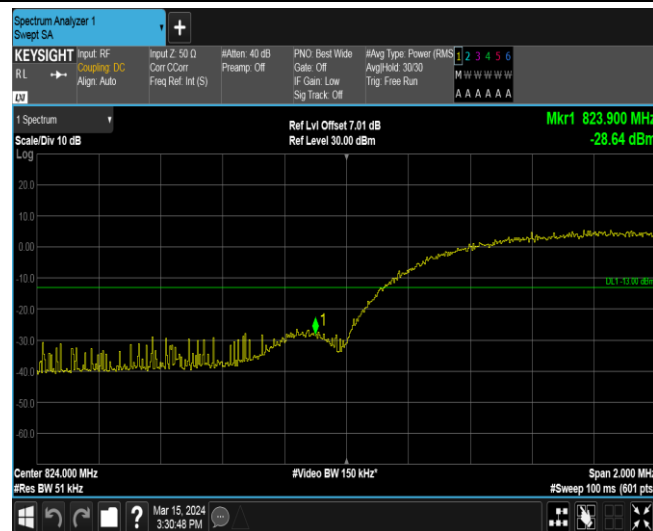 Spectrum Analyzer 1
Swept SA
+
KEYSIGHT Input: RF Input Z: 50 Ω #Atten: 40 dB PNO: Best Wide #Avg Type: Power (RMS 1 2 3 4 5 6
RL Coupling: DC Corr CCorr Preamp: Off Gate: Off Avg|Hold: 30/30 M W W W W W
Align: Auto Freq Ref: Int (S) IF Gain: Low Trig: Free Run
Sig Track: Off A A A A A A
LXI
1 Spectrum
Ref Lvl Offset 7.01 dB Mkr1 823.900 MHz
Scale/Div 10 dB Ref Level 30.00 dBm -28.64 dBm
Log
20.0
10.0
0.00
-10.0
DL1 -13.00 dBm
-20.0
1
-30.0
-40.0
-50.0
-60.0
Center 824.000 MHz #Video BW 150 kHz* Span 2.000 MHz
#Res BW 51 kHz #Sweep 100 ms (601 pts
? Mar 15, 2024
3:30:48 PM